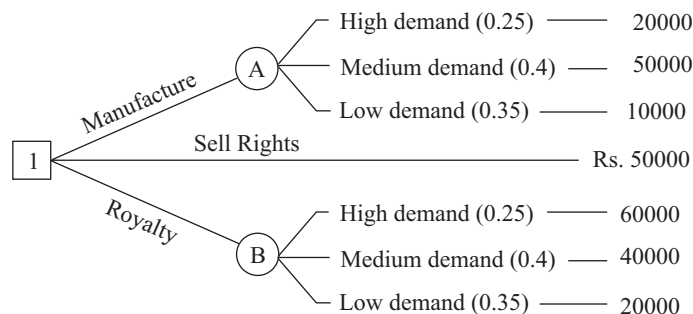 High demand (0.25) 20000
A Medium demand (0.4) 50000
Low demand (0.35) 10000
Manufacture
Sell Rights
1 Rs. 50000
Royalty
High demand (0.25) 60000
B Medium demand (0.4) 40000
Low demand (0.35) 20000